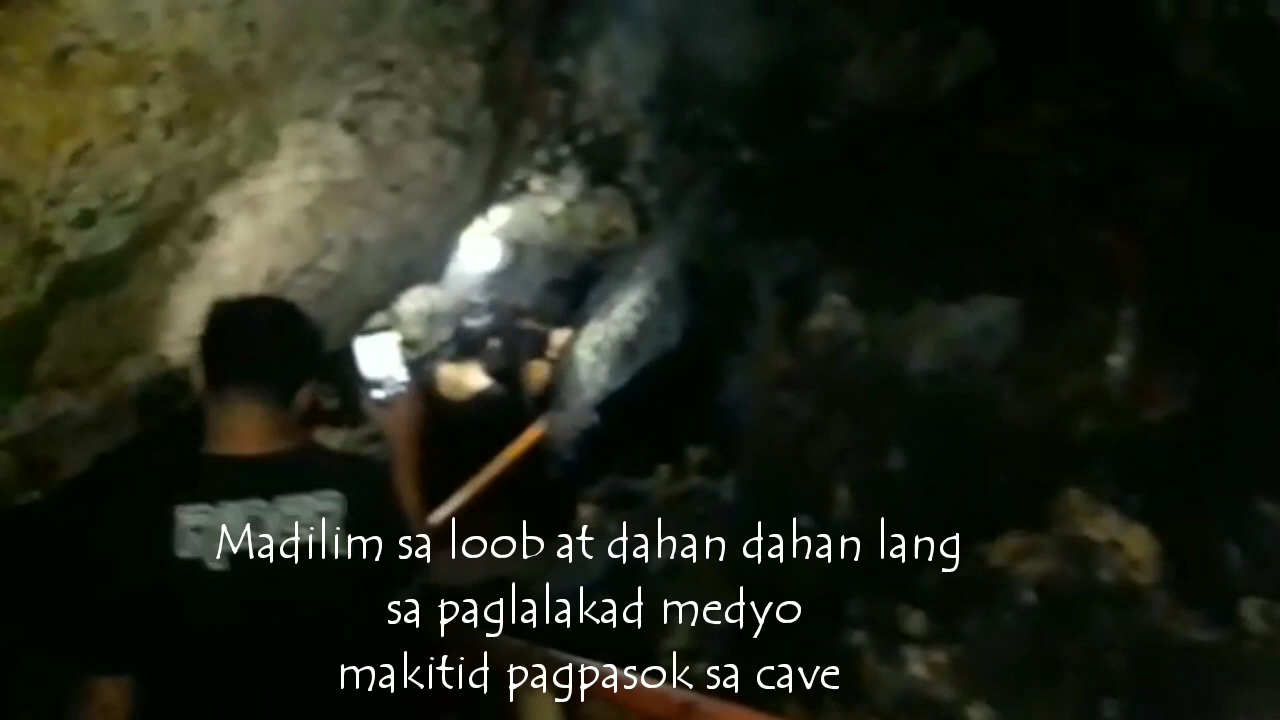 Madilim sa loob at dahan dahan lang
sa paglalakad medyo
makitid pagpasok sa cave